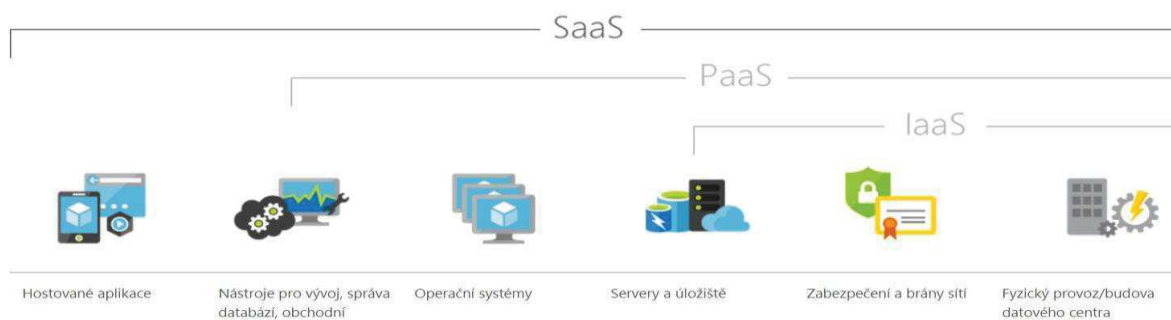 SaaS
PaaS
IaaS
Hostované aplikace
Nástroje pro vývoj, správa
databází, obchodní
Operační systémy
Servery a úložiště
Zabezpečení a brány sítí
Fyzický provoz/budova
datového centra